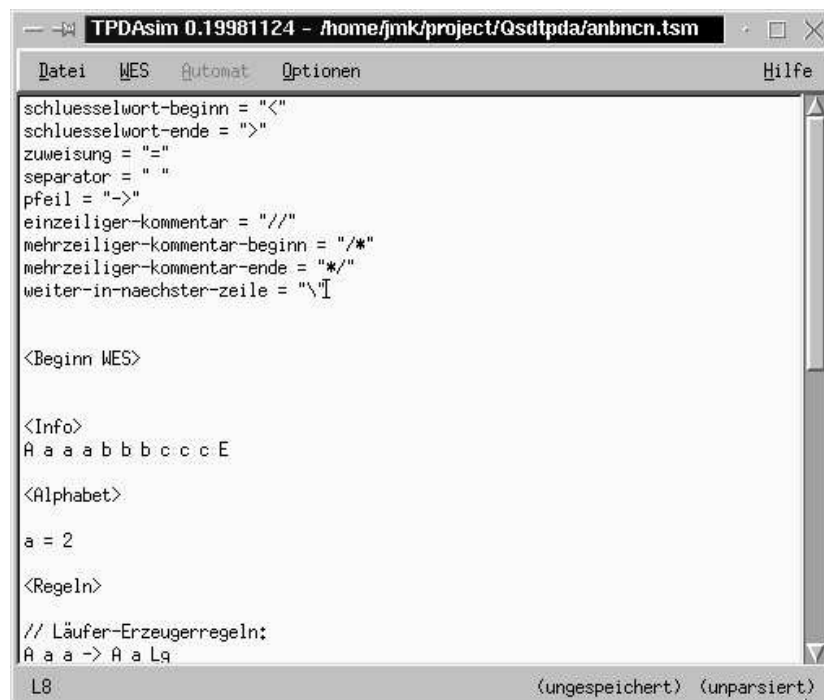 TPDAsim 0.19981124 - /home/jmk/project/Qsdtpda/anbncn.tsm
Datei WES Automat Optionen Hilfe
schluesselwort-beginn = "<"
schluesselwort-ende = ">"
zuweisung = "="
separator = " "
pfeil = "->"
einzeiliger-kommentar = "//"
mehrzeiliger-kommentar-beginn = "/*"
mehrzeiliger-kommentar-ende = "*/"
weiter-in-naechster-zeile = "\"
<Beginn WES>
<Info>
A a a a b b b c c c E
<Alphabet>
a = 2
<Regeln>
// Läufer-Erzeugerregeln:
A a a -> A a Lg
L8 (ungespeichert) (unparsiert)